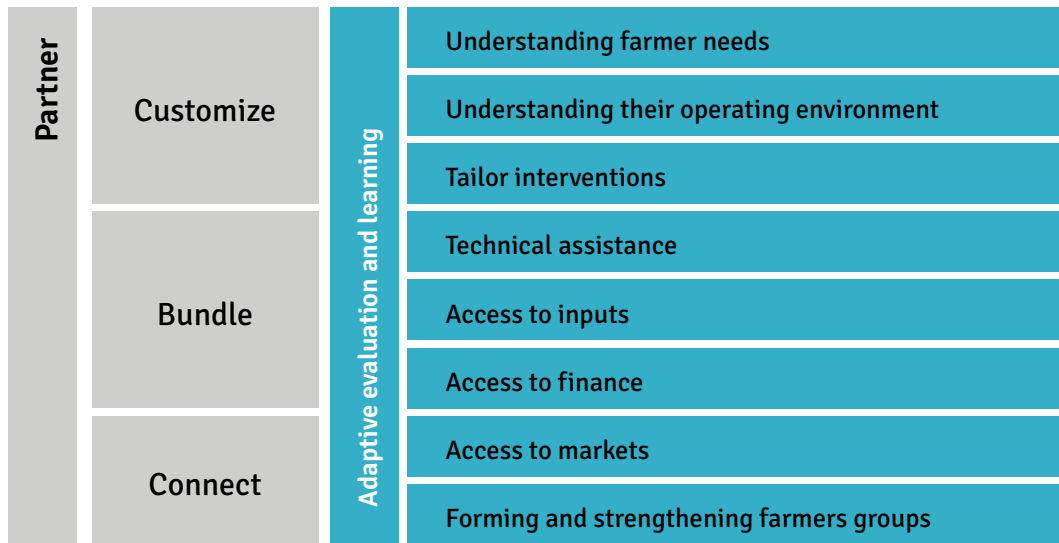 Partner
Customize
Bundle
Connect
Adaptive evaluation and learning
Understanding farmer needs
Understanding their operating environment
Tailor interventions
Technical assistance
Access to inputs
Access to finance
Access to markets
Forming and strengthening farmers groups